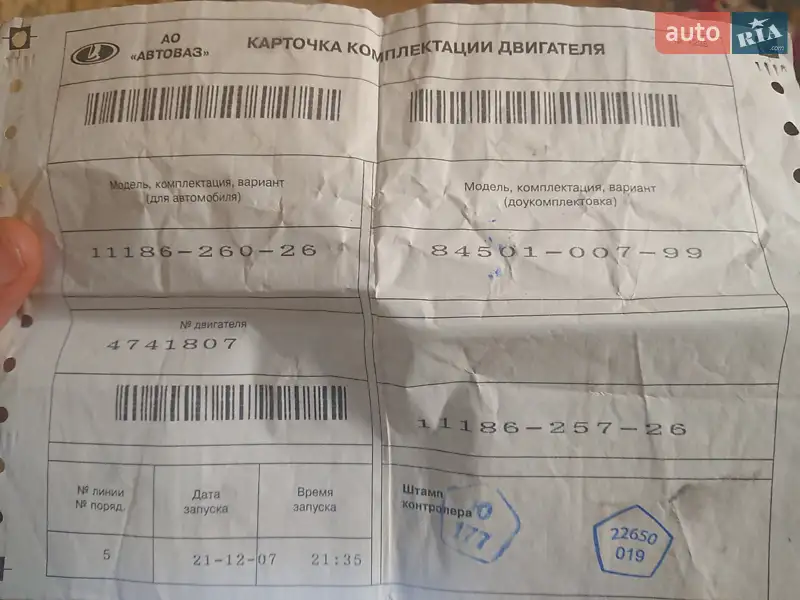 АО
«АВТОВАЗ»
КАРТОЧКА КОМПЛЕКТАЦИИ ДВИГАТЕЛЯ
auto RIA
.com
Модель, комплектация, вариант
(для автомобиля)
Модель, комплектация, вариант
(доукомплектовка)
11186-260-26
84501-007-99
№ двигателя
4741807
11186-257-26
№ линии
№ поряд.
Дата
запуска
Время
запуска
Штамп
контролера
177
22650
019
5
21-12-07
21:35